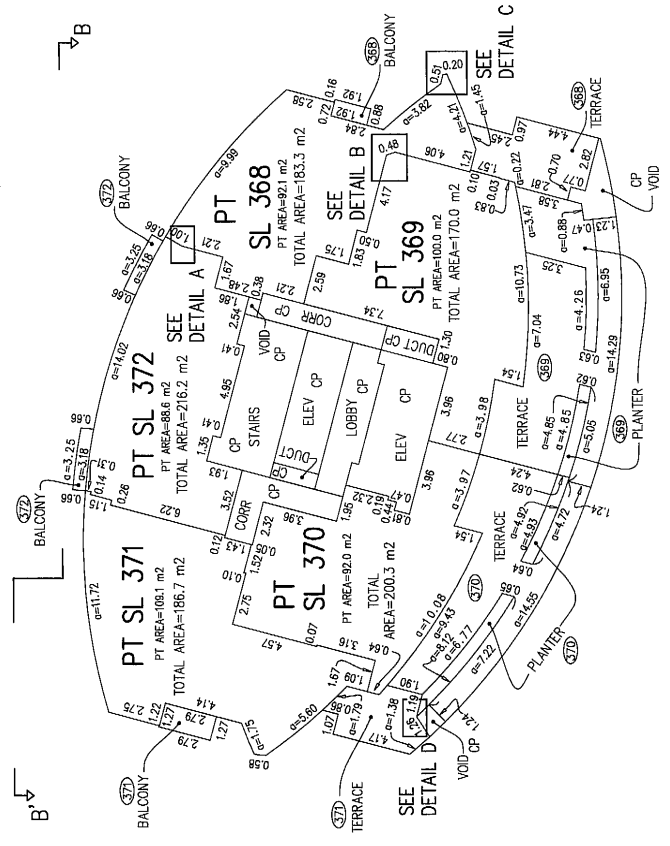 B
B'
SEE
DETAIL C
0.51
0.20
368
BALCONY
2.58
0.72
0.16
1.92
1.92
0.88
2.84
a=3.82
a=4.21
a=1.45
a=9.99
372
BALCONY
0.66
a=3.25
a=3.18
0.66
1.00
2.21
1.67
2.48
PT
SL 368
PT AREA=92.1 m2
TOTAL AREA=183.3 m2
SEE
DETAIL B
0.48
4.06
4.17
0.50
1.83
1.75
2.59
2.21
0.38
1.86
2.54
SEE
DETAIL A
VOID
PT
SL 369
PT AREA=100.0 m2
TOTAL AREA=170.0 m2
1.21
0.10
1.57
0.03
0.83
2.45
a=0.22
0.97
4.44
368
TERRACE
2.82
0.70
0.77
2.81
3.58
a=0.88
0.47
1.23
CP
VOID
a=3.47
3.25
a=6.95
a=10.73
a=7.04
a=4.26
0.63
a=14.29
7.34
CORR CP
DUCT CP
1.30
0.80
3.96
1.54
a=3.98
2.77
369
TERRACE
0.62
a=4.85
a=4.85
a=5.05
369
PLANTER
4.24
0.62
1.24
a=14.02
PT SL 372
PT AREA=88.6 m2
TOTAL AREA=216.2 m2
0.41
4.95
0.41
1.35
1.93
CP
STAIRS
CP
ELEV
CP
LOBBY
CP
ELEV
CP
DUCT
CP
3.96
0.47
2.32
0.19
0.44
0.81
1.95
3.96
0.66
a=3.25
a=3.18
0.31
0.14
0.26
1.15
0.66
372
BALCONY
6.22
3.52
CORR
CP
2.32
0.12
1.43
0.05
1.52
0.10
2.75
4.57
0.07
a=3.97
1.54
TERRACE
370
a=4.92
a=4.93
a=4.72
0.64
a=14.55
PLANTER
370
0.65
PT
SL 370
PT AREA=92.0 m2
TOTAL
AREA=200.3 m2
a=10.08
a=9.43
a=8.12
a=6.77
a=7.22
3.16
0.64
1.09
1.67
1.90
a=11.72
PT SL 371
PT AREA=109.1 m2
TOTAL AREA=186.7 m2
2.75
1.22
1.27
2.79
2.79
4.14
1.27
a=1.75
0.58
a=5.60
371
BALCONY
1.07
0.86
a=1.79
4.17
a=1.38
1.19
1.26
1.24
371
TERRACE
SEE
DETAIL D
VOID
CP